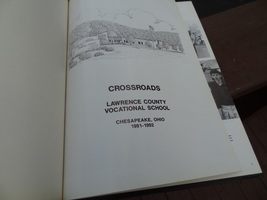 CROSSROADS
LAWRENCE COUNTY
VOCATIONAL SCHOOL
CHESAPEAKE, OHIO
1991-1992